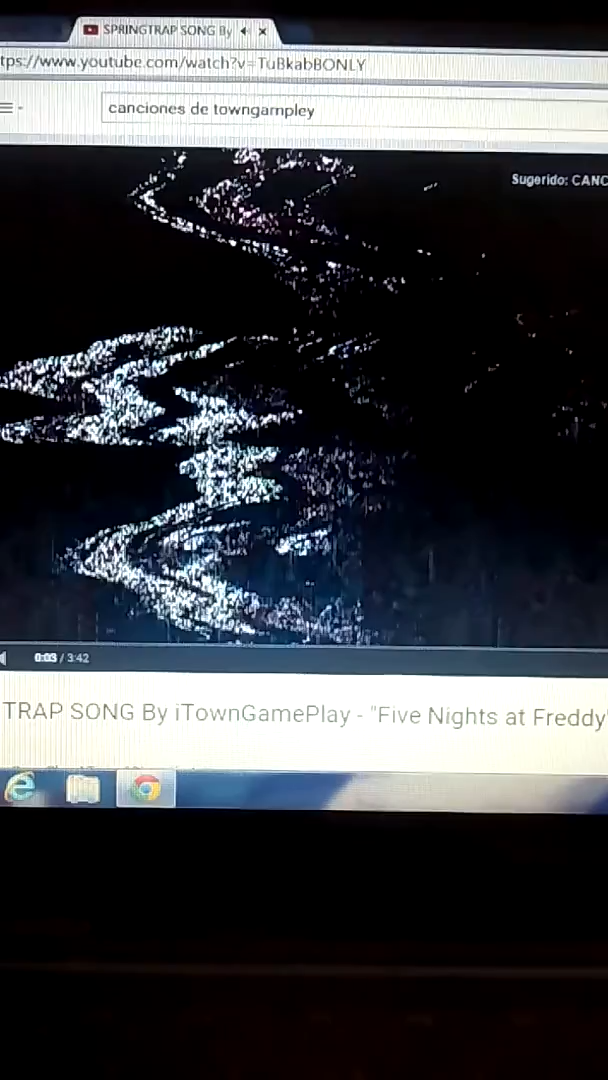 SPRINGTRAP SONG By
tps://www.youtube.com/watch?v=TuBkabBONLY
canciones de towngampley
Sugerido: CANC
0:03 / 3:42
TRAP SONG By iTownGamePlay - "Five Nights at Freddy'